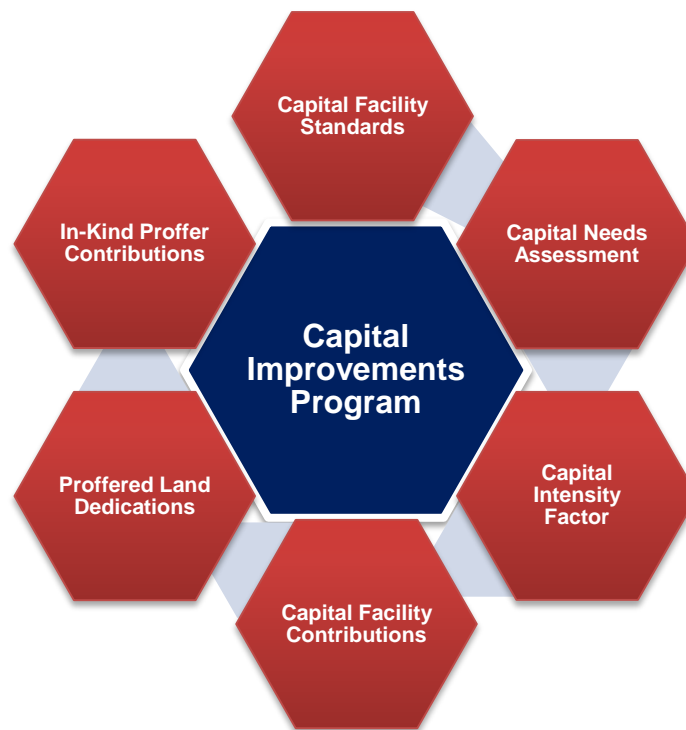 Capital Facility
Standards
In-Kind Proffer
Contributions
Capital Needs
Assessment
Capital
Improvements
Program
Proffered Land
Dedications
Capital
Intensity
Factor
Capital Facility
Contributions